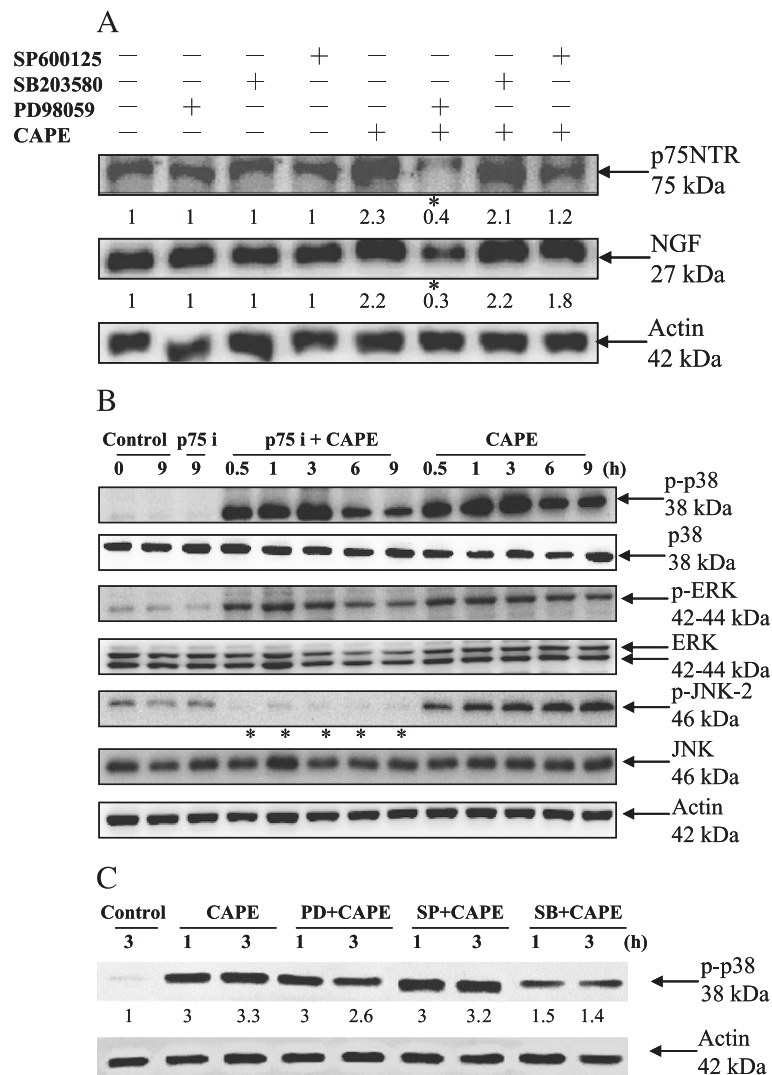 A
SP600125 — — — + — — — +
SB203580 — — + — — — + —
PD98059 — + — — — + — —
CAPE — — — — + + + +
p75NTR
75 kDa
*
1 1 1 1 2.3 0.4 2.1 1.2
NGF
27 kDa
*
1 1 1 1 2.2 0.3 2.2 1.8
Actin
42 kDa
B
Control p75 i p75 i + CAPE CAPE
0 9 9 0.5 1 3 6 9 0.5 1 3 6 9 (h)
p-p38
38 kDa
p38
38 kDa
p-ERK
42-44 kDa
ERK
42-44 kDa
p-JNK-2
46 kDa
* * * * *
JNK
46 kDa
Actin
42 kDa
C
Control CAPE PD+CAPE SP+CAPE SB+CAPE
3 1 3 1 3 1 3 1 3 (h)
p-p38
38 kDa
1 3 3.3 3 2.6 3 3.2 1.5 1.4
Actin
42 kDa